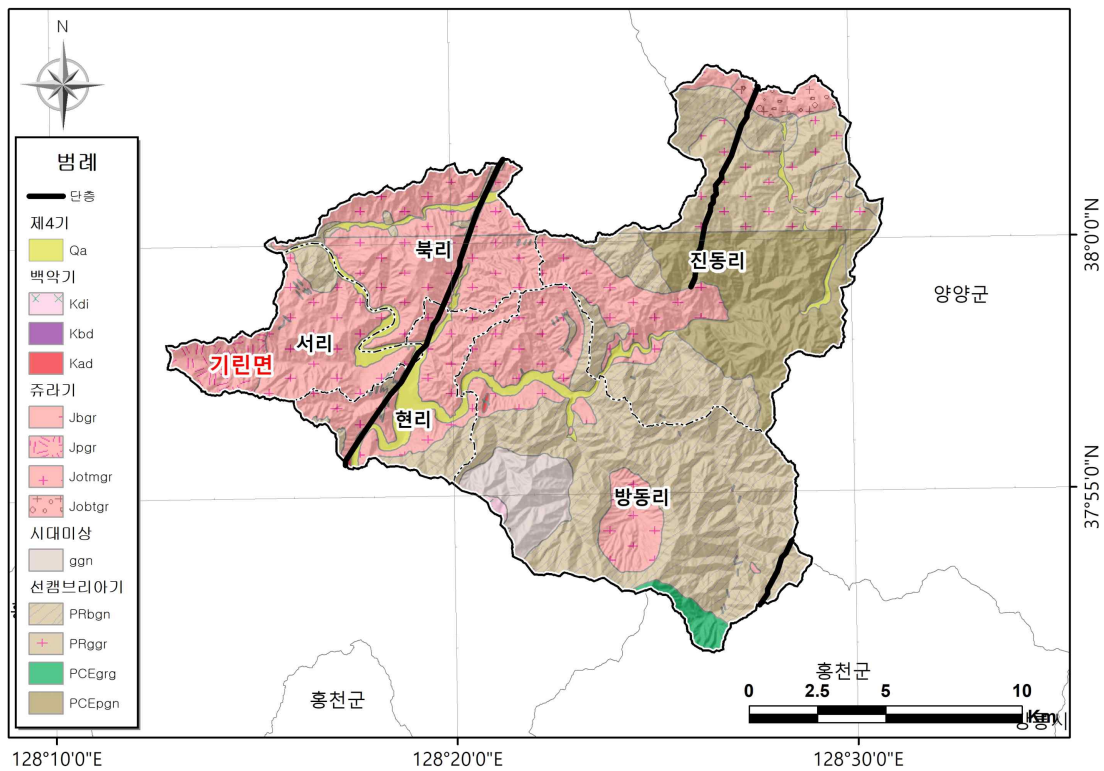 N
범례
단층
제4기
Qa
백악기
Kdi
Kbd
Kad
쥬라기
Jbgr
Jpgr
Jotmgr
Jobtgr
시대미상
ggn
선캠브리아기
PRbgn
PRggr
PCEgrg
PCEpgn
북리
진동리
서리
기린면
현리
방동리
양양군
홍천군
홍천군
0 2.5 5 10
Km
38°0'0"N
37°55'0"N
128°10'0"E 128°20'0"E 128°30'0"E